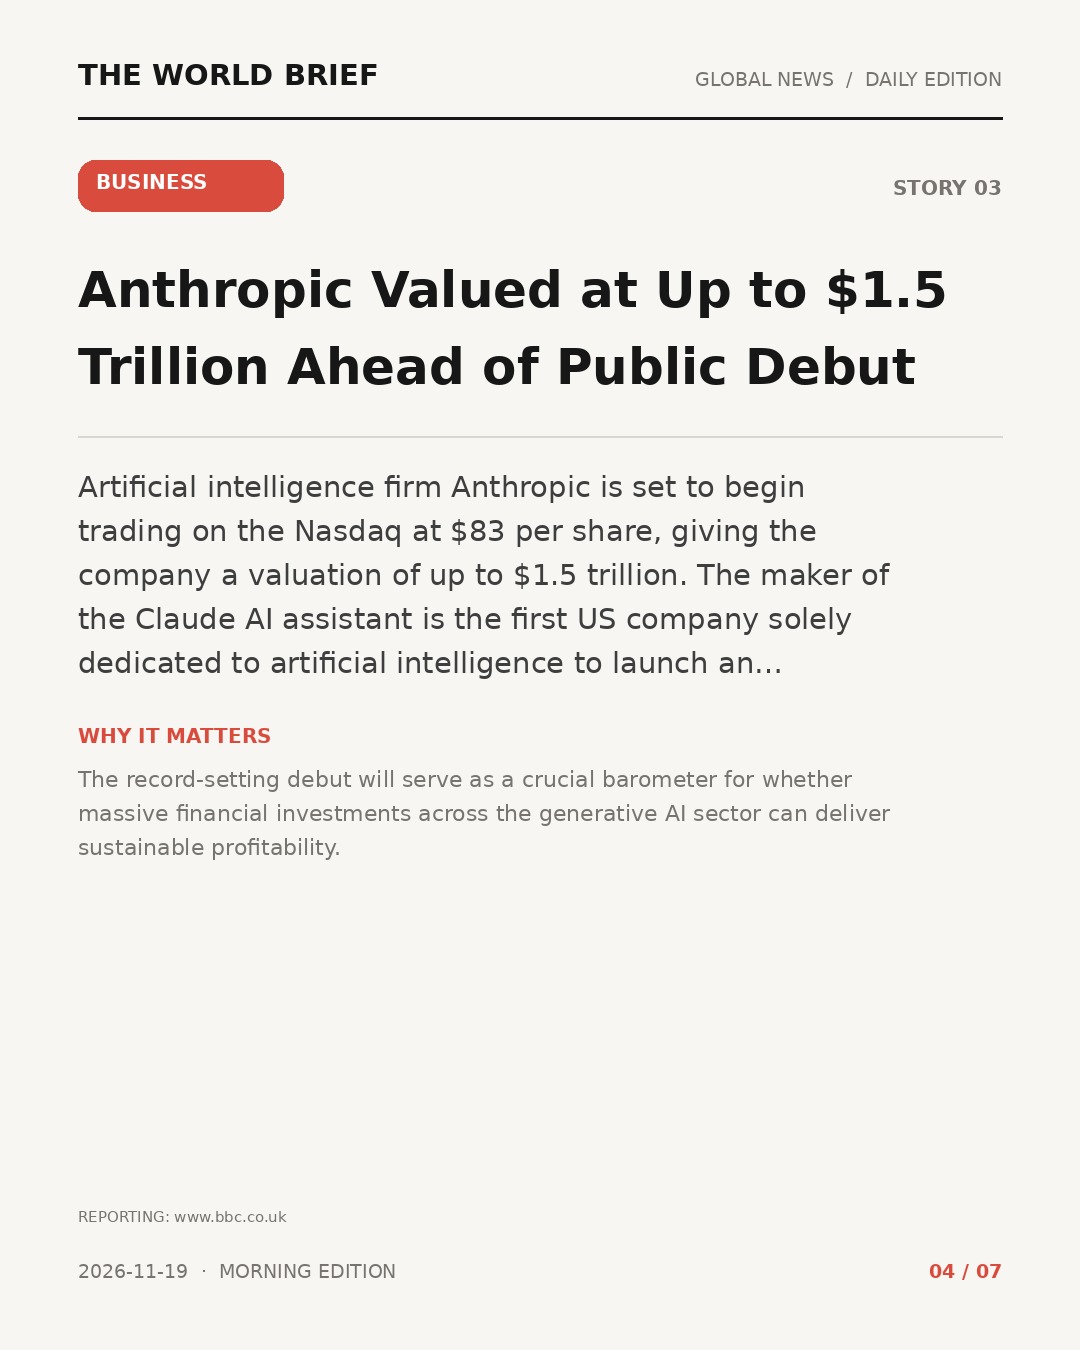 THE WORLD BRIEF
GLOBAL NEWS / DAILY EDITION
BUSINESS
STORY 03
Anthropic Valued at Up to $1.5
Trillion Ahead of Public Debut
Artificial intelligence firm Anthropic is set to begin
trading on the Nasdaq at $83 per share, giving the
company a valuation of up to $1.5 trillion. The maker of
the Claude AI assistant is the first US company solely
dedicated to artificial intelligence to launch an...
WHY IT MATTERS
The record-setting debut will serve as a crucial barometer for whether
massive financial investments across the generative AI sector can deliver
sustainable profitability.
REPORTING: www.bbc.co.uk
2026-11-19 · MORNING EDITION
04 / 07